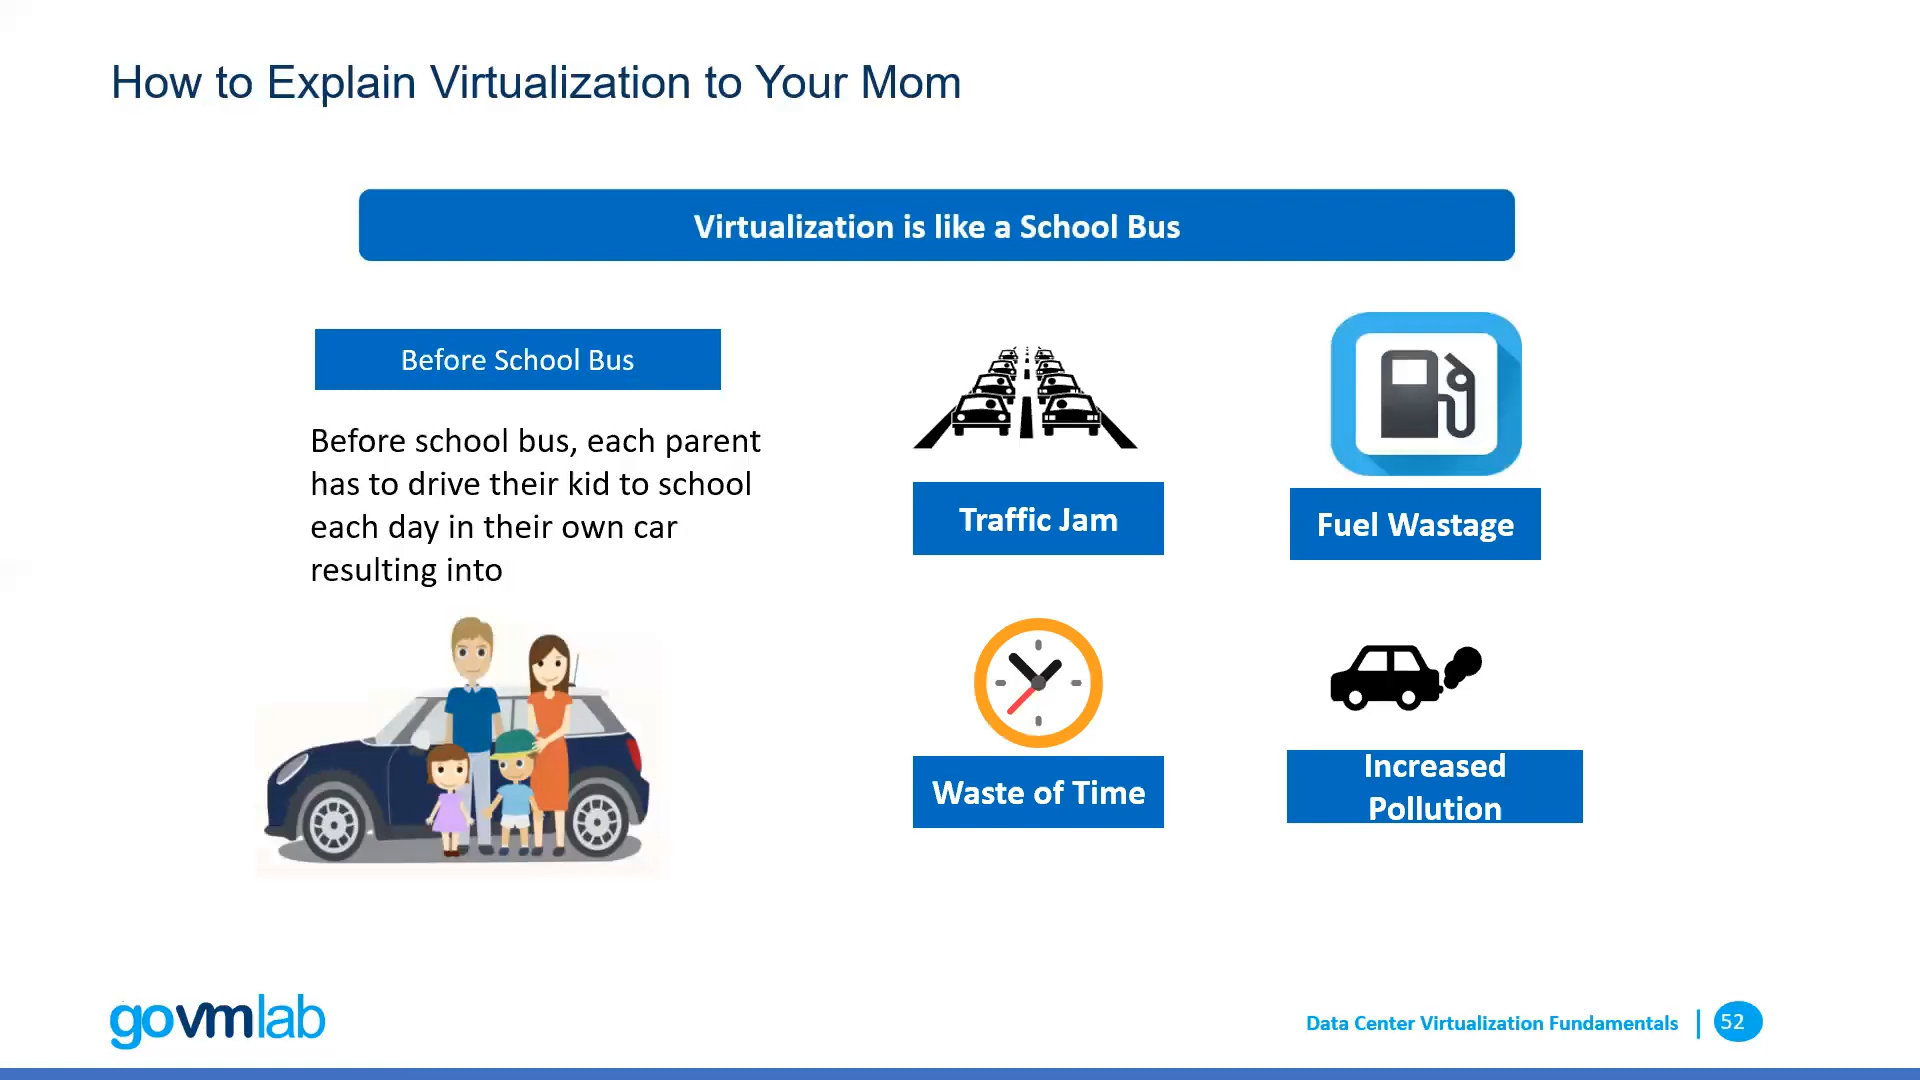 How to Explain Virtualization to Your Mom
Virtualization is like a School Bus
Before School Bus
Before school bus, each parent
has to drive their kid to school
each day in their own car
resulting into
Traffic Jam
Fuel Wastage
Waste of Time
Increased
Pollution
govmlab
Data Center Virtualization Fundamentals | 52